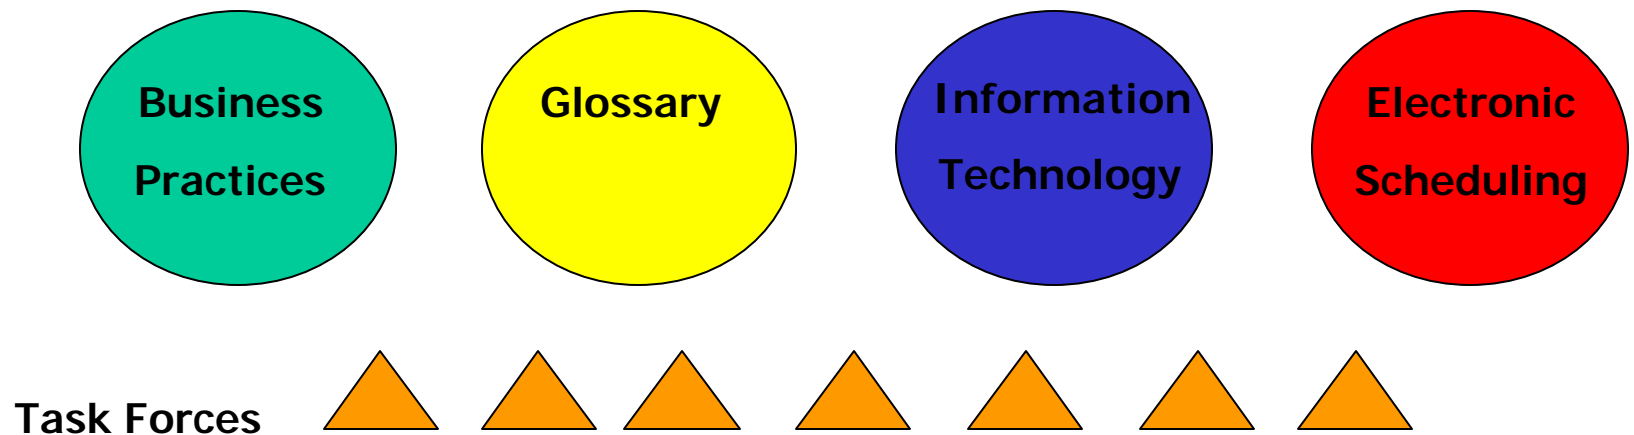 Business
Practices
Glossary
Information
Technology
Electronic
Scheduling
Task Forces